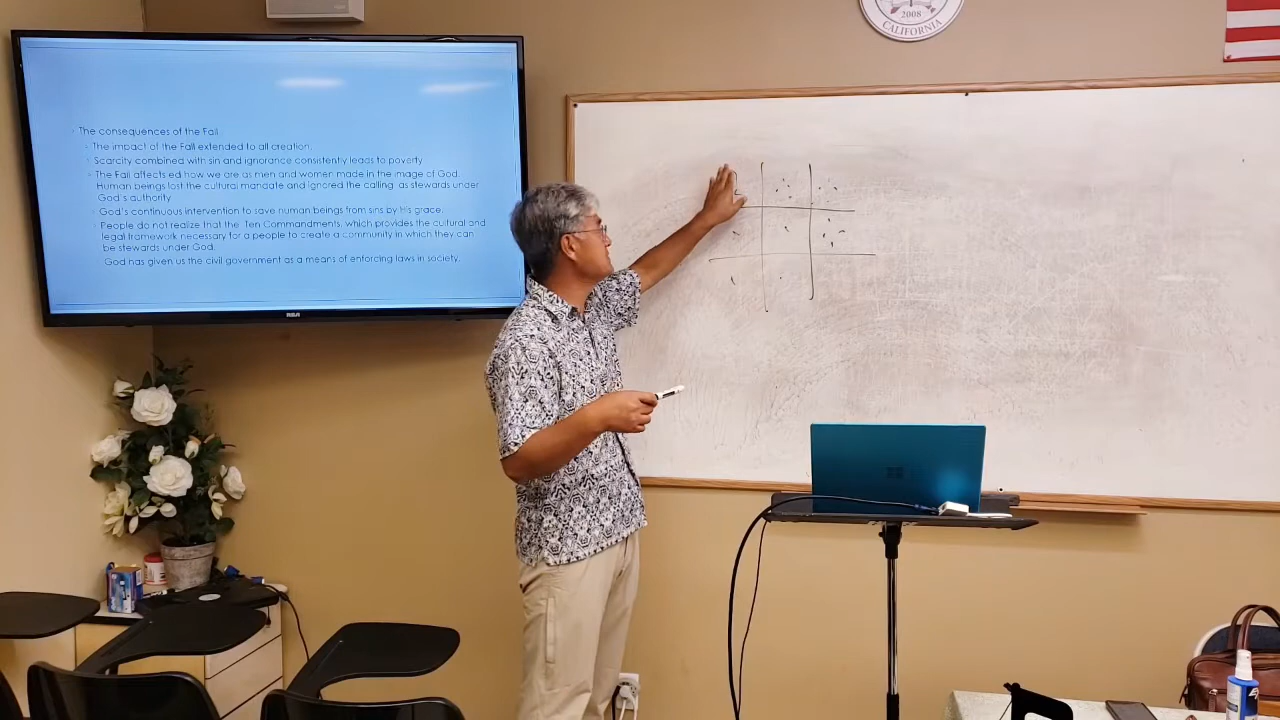 The consequences of the Fall
The impact of the Fall extended to all creation.
Scarcity combined with sin and ignorance consistently leads to poverty
The Fall affects ed how we are as men and women made in the image of God.
Human beings lost the cultural mandate and ignored the calling as stewards under
God's authority
God's continuous intervention to save human beings from sins by His grace.
People do not realize that the Ten Commandments, which provides the cultural and
legal framework necessary for a people to create a community in which they can
be stewards under God.
God has given us the civil government as a means of enforcing laws in society.
RCA
2008
CALIFORNIA